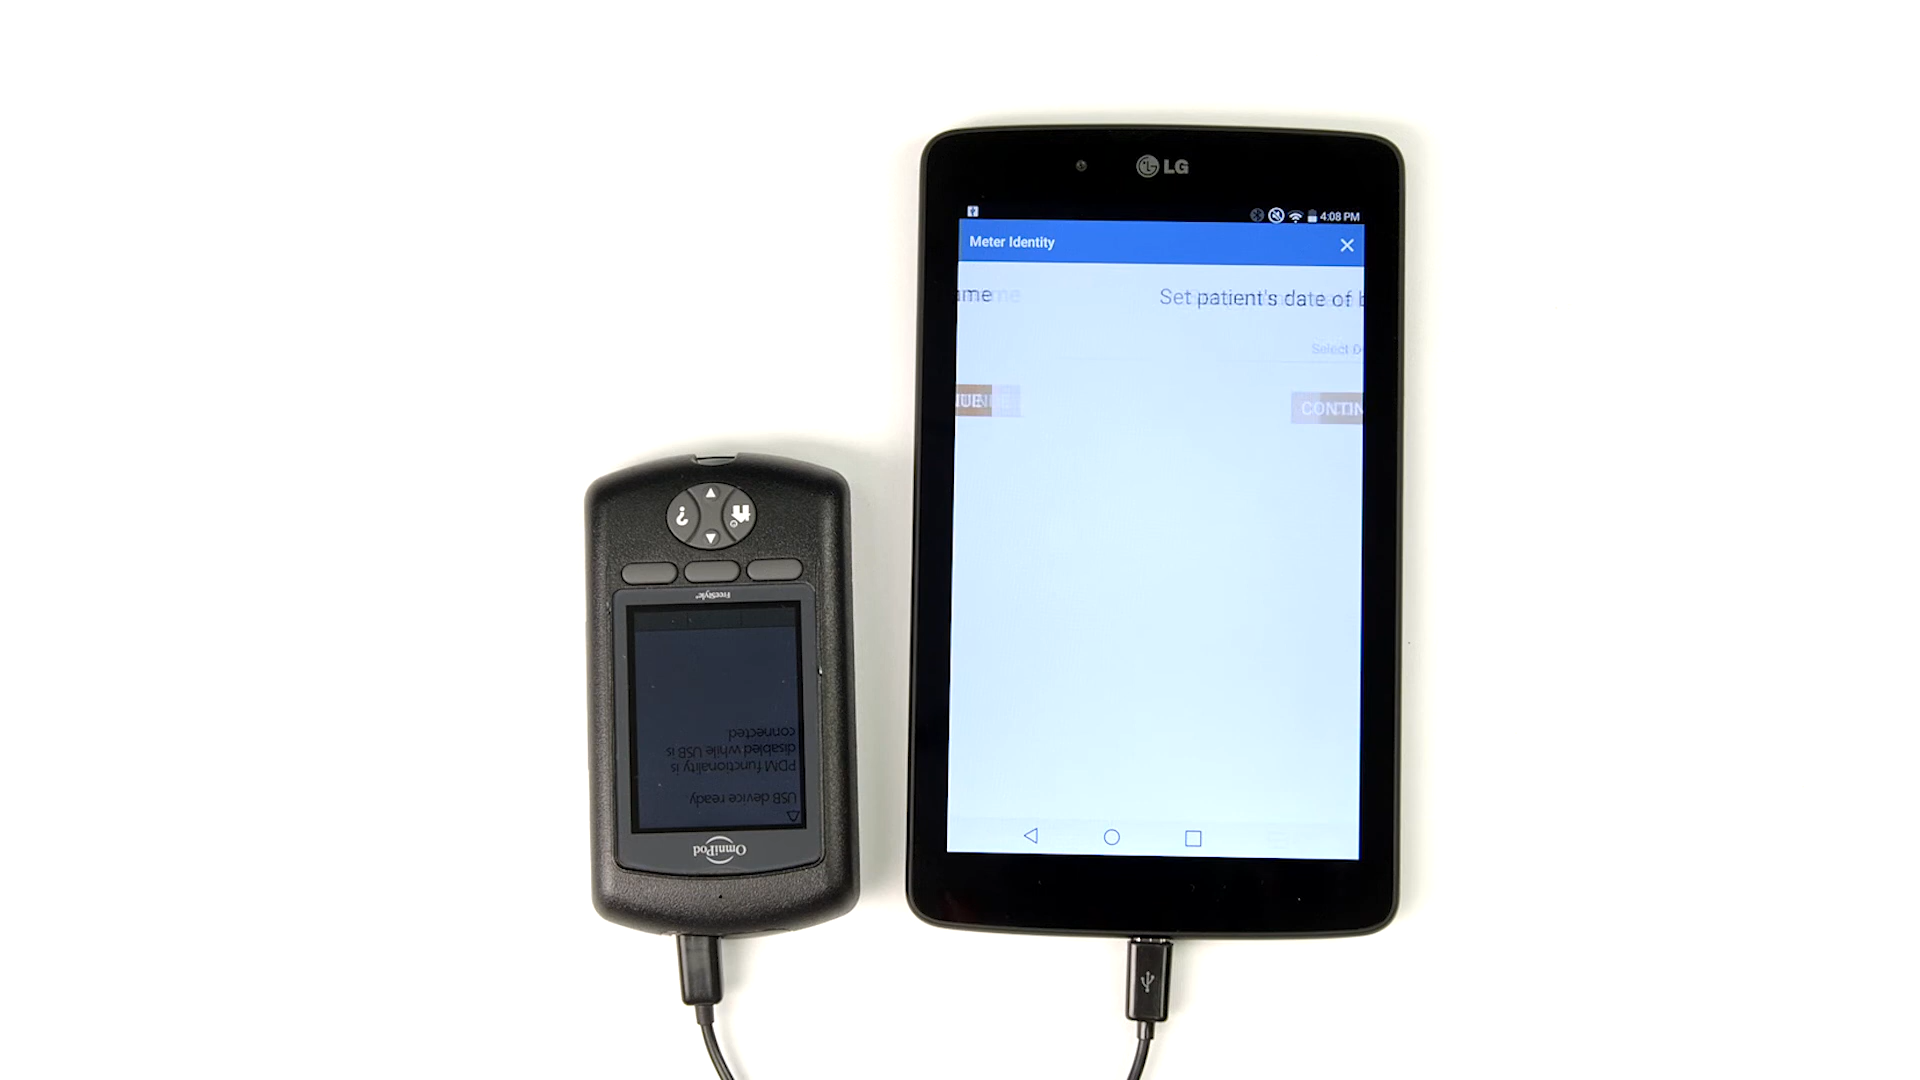 LG
4:08 PM
Meter Identity
Set patient's date of
Select
CONTIN
FreeStyle
USB device ready
PDM functionality is
disabled while USB is
connected.
OmniPod